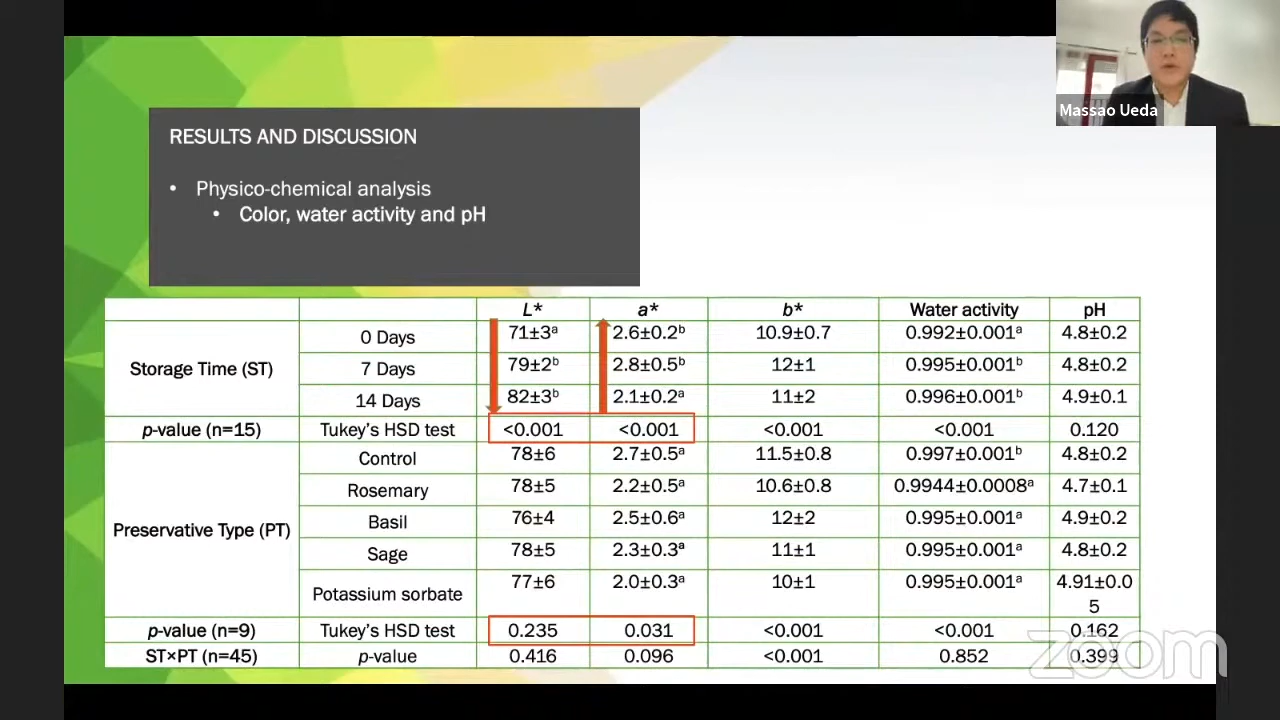 Massao Ueda
RESULTS AND DISCUSSION
• Physico-chemical analysis
• Color, water activity and pH
L* a* b* Water activity pH
Storage Time (ST)
0 Days 71±3ᵃ 2.6±0.2ᵇ 10.9±0.7 0.992±0.001ᵃ 4.8±0.2
7 Days 79±2ᵇ 2.8±0.5ᵇ 12±1 0.995±0.001ᵇ 4.8±0.2
14 Days 82±3ᵇ 2.1±0.2ᵃ 11±2 0.996±0.001ᵇ 4.9±0.1
p-value (n=15) Tukey's HSD test <0.001 <0.001 <0.001 <0.001 0.120
Preservative Type (PT)
Control 78±6 2.7±0.5ᵃ 11.5±0.8 0.997±0.001ᵇ 4.8±0.2
Rosemary 78±5 2.2±0.5ᵃ 10.6±0.8 0.9944±0.0008ᵃ 4.7±0.1
Basil 76±4 2.5±0.6ᵃ 12±2 0.995±0.001ᵃ 4.9±0.2
Sage 78±5 2.3±0.3ᵃ 11±1 0.995±0.001ᵃ 4.8±0.2
Potassium sorbate 77±6 2.0±0.3ᵃ 10±1 0.995±0.001ᵃ 4.91±0.0
5
p-value (n=9) Tukey's HSD test 0.235 0.031 <0.001 <0.001 0.162
ST×PT (n=45) p-value 0.416 0.096 <0.001 0.852 0.399
zoom